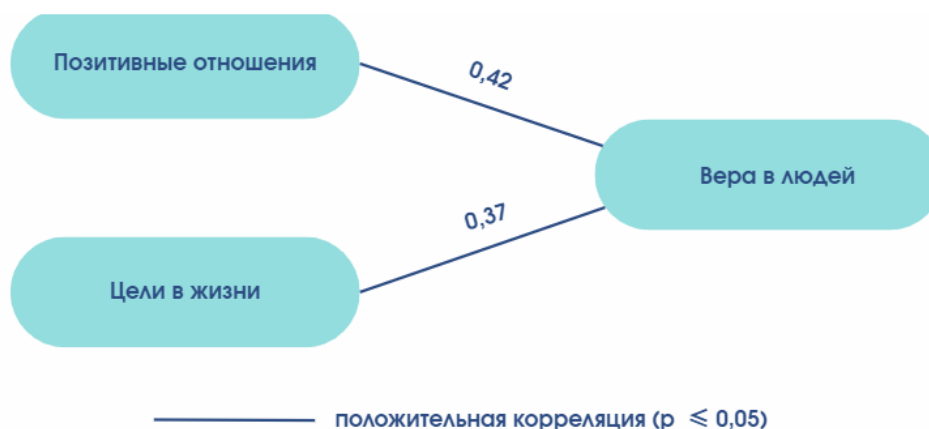 Позитивные отношения
0,42
Вера в людей
0,37
Цели в жизни
положительная корреляция (p ≤ 0,05)